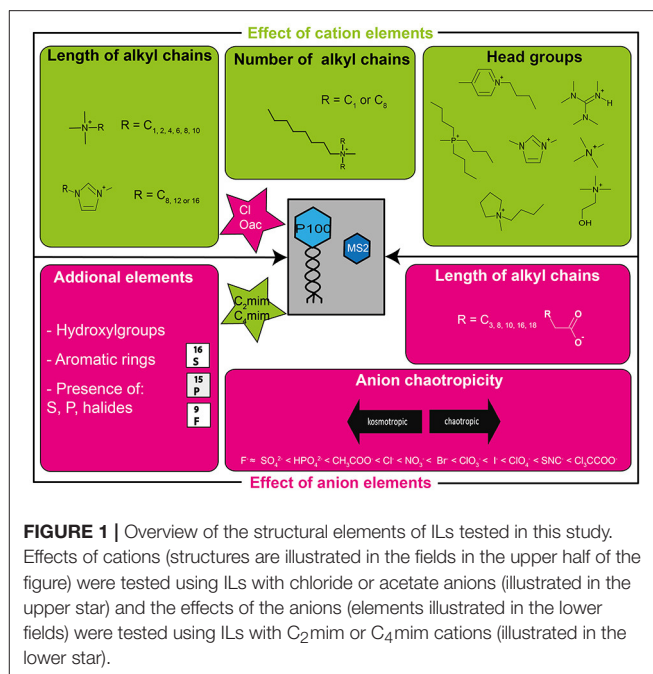 Effect of cation elements
Length of alkyl chains
N⁺
R
R = C₁, ₂, ₄, ₆, ₈, ₁₀
R
N
N⁺
R = C₈, ₁₂ or ₁₆
Number of alkyl chains
R = C₁ or C₈
R
N⁺
R
Head groups
N⁺
N
N⁺
H
N
P⁺
N
N⁺
N⁺
N⁺
N⁺
OH
Cl
Oac
P100
MS2
C₂mim
C₄mim
Addional elements
- Hydroxylgroups
- Aromatic rings
- Presence of:
S, P, halides
16
S
15
P
9
F
Length of alkyl chains
R = C₃, ₈, ₁₀, ₁₆, ₁₈
R
O
O⁻
Anion chaotropicity
kosmotropic
chaotropic
F⁻≈ SO₄²⁻< HPO₄²⁻< CH₃COO⁻< Cl⁻< NO₃⁻ Br⁻< ClO₃⁻< I⁻< ClO₄⁻< SNC⁻< Cl₃CCOO⁻
Effect of anion elements
FIGURE 1 | Overview of the structural elements of ILs tested in this study.
Effects of cations (structures are illustrated in the fields in the upper half of the
figure) were tested using ILs with chloride or acetate anions (illustrated in the
upper star) and the effects of the anions (elements illustrated in the lower
fields) were tested using ILs with C₂mim or C₄mim cations (illustrated in the
lower star).